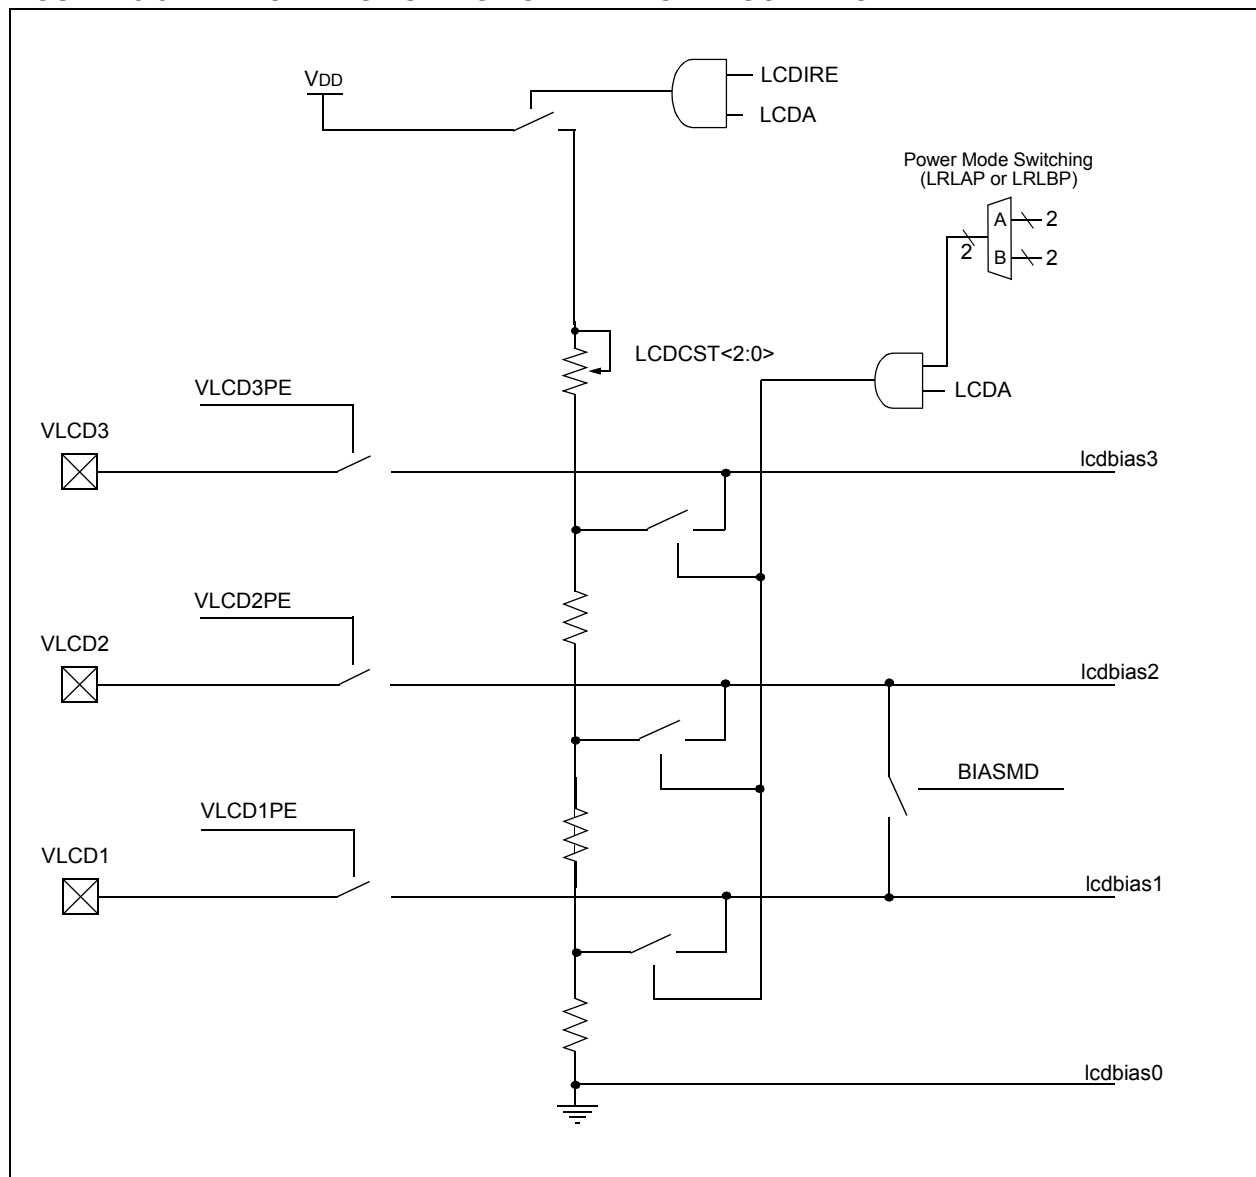 VDD
LCDIRE
LCDA
Power Mode Switching
(LRLAP or LRLBP)
A
2
2
B
2
LCDCST<2:0>
LCDA
VLCD3PE
VLCD3
lcdbias3
VLCD2PE
VLCD2
lcdbias2
BIASMD
VLCD1PE
VLCD1
lcdbias1
lcdbias0